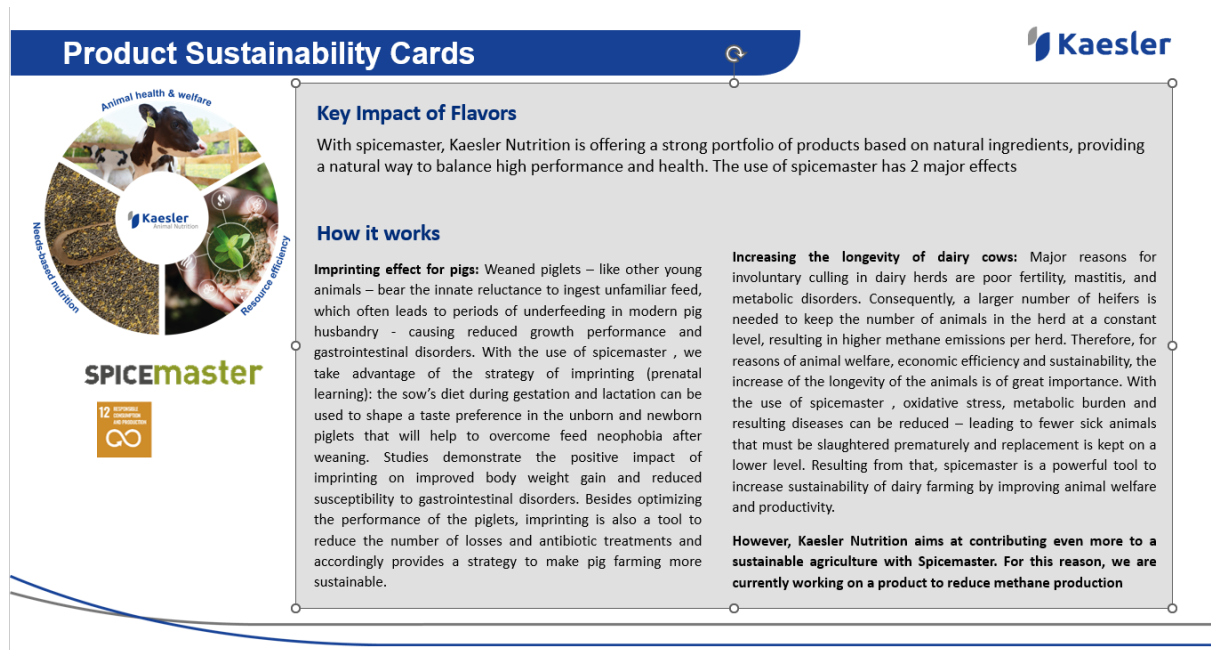 Product Sustainability Cards
Kaesler
Animal health & welfare
Needs-based nutrition
Resource efficiency
Kaesler
Animal Nutrition
SPICEmaster
12 RESPONSIBLE
CONSUMPTION
AND PRODUCTION
Key Impact of Flavors
With spicemaster, Kaesler Nutrition is offering a strong portfolio of products based on natural ingredients, providing
a natural way to balance high performance and health. The use of spicemaster has 2 major effects
How it works
Imprinting effect for pigs: Weaned piglets – like other young
animals – bear the innate reluctance to ingest unfamiliar feed,
which often leads to periods of underfeeding in modern pig
husbandry - causing reduced growth performance and
gastrointestinal disorders. With the use of spicemaster , we
take advantage of the strategy of imprinting (prenatal
learning): the sow’s diet during gestation and lactation can be
used to shape a taste preference in the unborn and newborn
piglets that will help to overcome feed neophobia after
weaning. Studies demonstrate the positive impact of
imprinting on improved body weight gain and reduced
susceptibility to gastrointestinal disorders. Besides optimizing
the performance of the piglets, imprinting is also a tool to
reduce the number of losses and antibiotic treatments and
accordingly provides a strategy to make pig farming more
sustainable.
Increasing the longevity of dairy cows: Major reasons for
involuntary culling in dairy herds are poor fertility, mastitis, and
metabolic disorders. Consequently, a larger number of heifers is
needed to keep the number of animals in the herd at a constant
level, resulting in higher methane emissions per herd. Therefore, for
reasons of animal welfare, economic efficiency and sustainability, the
increase of the longevity of the animals is of great importance. With
the use of spicemaster , oxidative stress, metabolic burden and
resulting diseases can be reduced – leading to fewer sick animals
that must be slaughtered prematurely and replacement is kept on a
lower level. Resulting from that, spicemaster is a powerful tool to
increase sustainability of dairy farming by improving animal welfare
and productivity.
However, Kaesler Nutrition aims at contributing even more to a
sustainable agriculture with Spicemaster. For this reason, we are
currently working on a product to reduce methane production